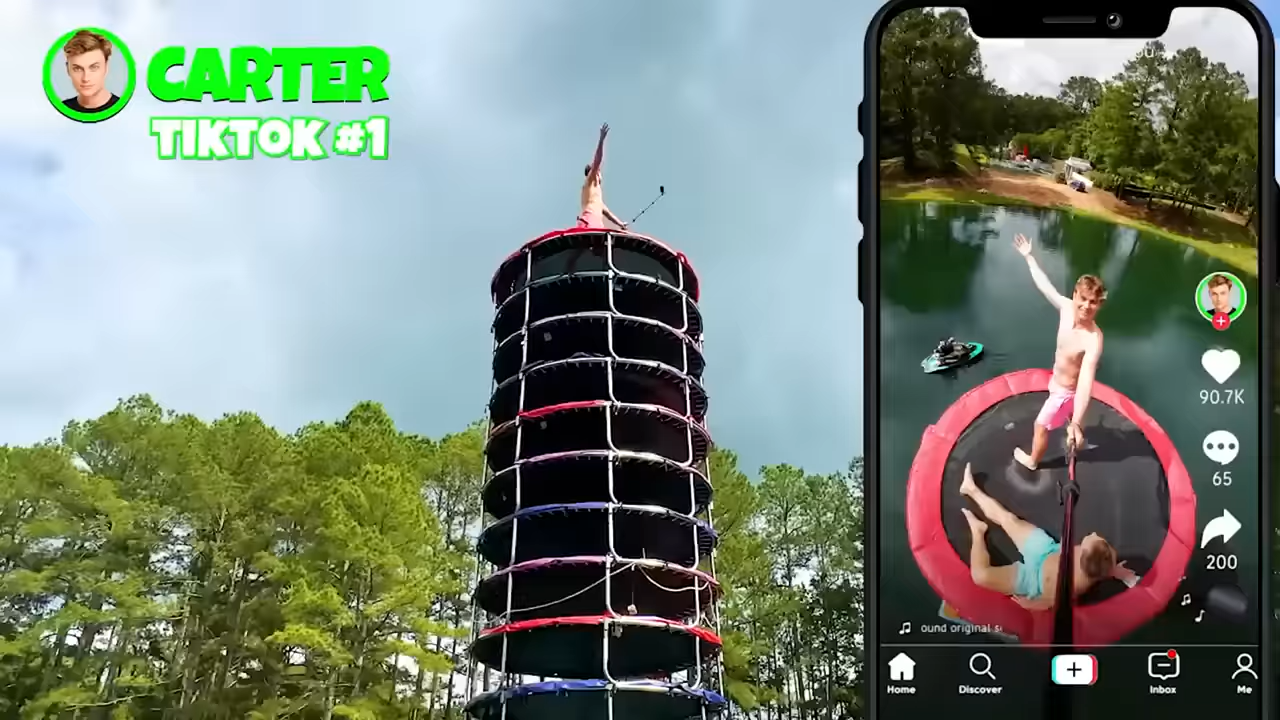 CARTER
TIKTOK #1
90.7K
65
200
ound original s
Home
Discover
Inbox
Me